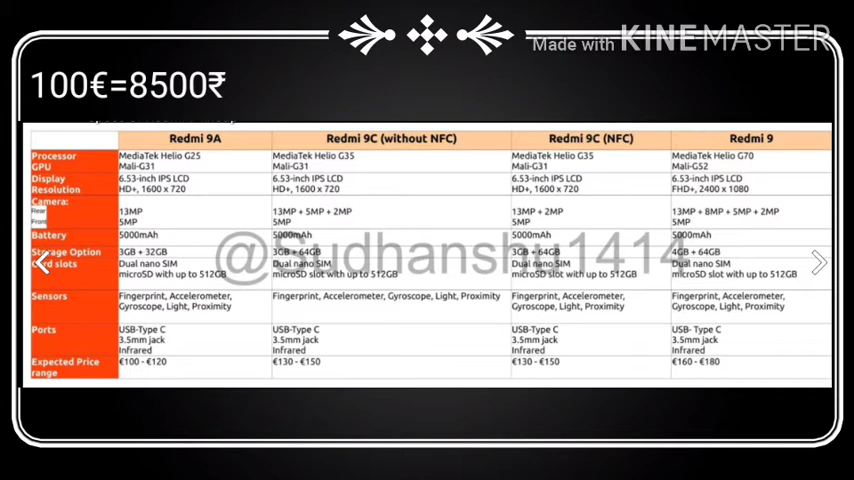 Made with KINEMASTER
100€=8500₹
Redmi 9A Redmi 9C (without NFC) Redmi 9C (NFC) Redmi 9
Processor MediaTek Helio G25 MediaTek Helio G35 MediaTek Helio G35 MediaTek Helio G70
GPU Mali-G31 Mali-G31 Mali-G31 Mali-G52
Display 6.53-inch IPS LCD 6.53-inch IPS LCD 6.53-inch IPS LCD 6.53-inch IPS LCD
Resolution HD+, 1600 x 720 HD+, 1600 x 720 HD+, 1600 x 720 FHD+, 2400 x 1080
Camera:
Rear 13MP 13MP + 5MP + 2MP 13MP + 2MP 13MP + 8MP + 5MP + 2MP
Front 5MP 5MP 5MP 5MP
Battery 5000mAh 5000mAh 5000mAh 5000mAh
@Sudhanshu1414
Storage Option 3GB + 32GB 3GB + 64GB 3GB + 64GB 4GB + 64GB
Card slots Dual nano SIM Dual nano SIM Dual nano SIM Dual nano SIM
microSD with up to 512GB microSD slot with up to 512GB microSD slot with up to 512GB microSD slot with up to 512GB
Sensors Fingerprint, Accelerometer, Fingerprint, Accelerometer, Gyroscope, Light, Proximity Fingerprint, Accelerometer, Fingerprint, Accelerometer,
Gyroscope, Light, Proximity Gyroscope, Light, Proximity Gyroscope, Light, Proximity
Ports USB-Type C USB-Type C USB-Type C USB- Type C
3.5mm jack 3.5mm jack 3.5mm jack 3.5mm jack
Infrared Infrared Infrared Infrared
Expected Price €100 - €120 €130 - €150 €130 - €150 €160 - €180
range